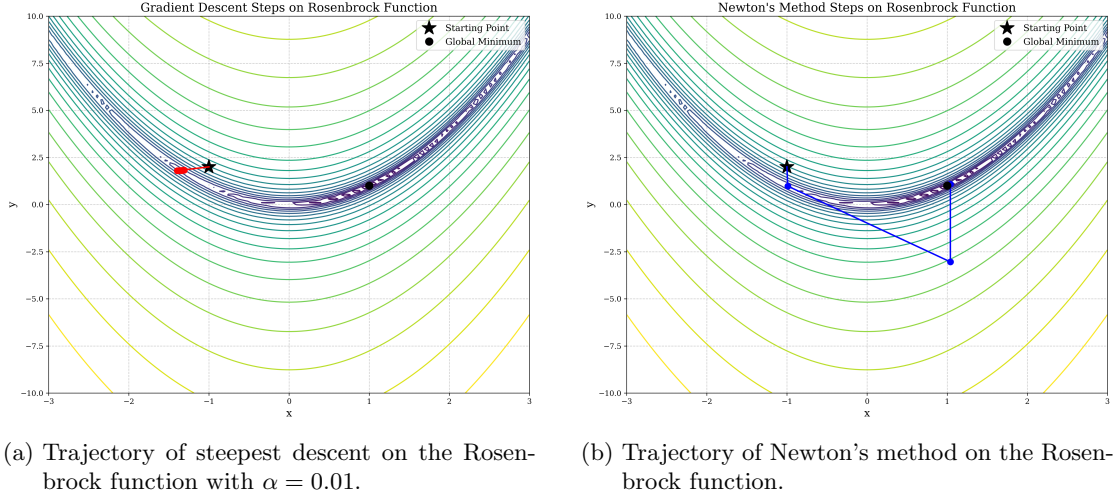 Gradient Descent Steps on Rosenbrock Function
Starting Point
Global Minimum
10.0
7.5
5.0
2.5
0.0
−2.5
−5.0
−7.5
−10.0
y
−3
−2
−1
0
1
2
3
x
Newton's Method Steps on Rosenbrock Function
Starting Point
Global Minimum
10.0
7.5
5.0
2.5
0.0
−2.5
−5.0
−7.5
−10.0
y
−3
−2
−1
0
1
2
3
x
(a) Trajectory of steepest descent on the Rosen-
brock function with α = 0.01.
(b) Trajectory of Newton's method on the Rosen-
brock function.